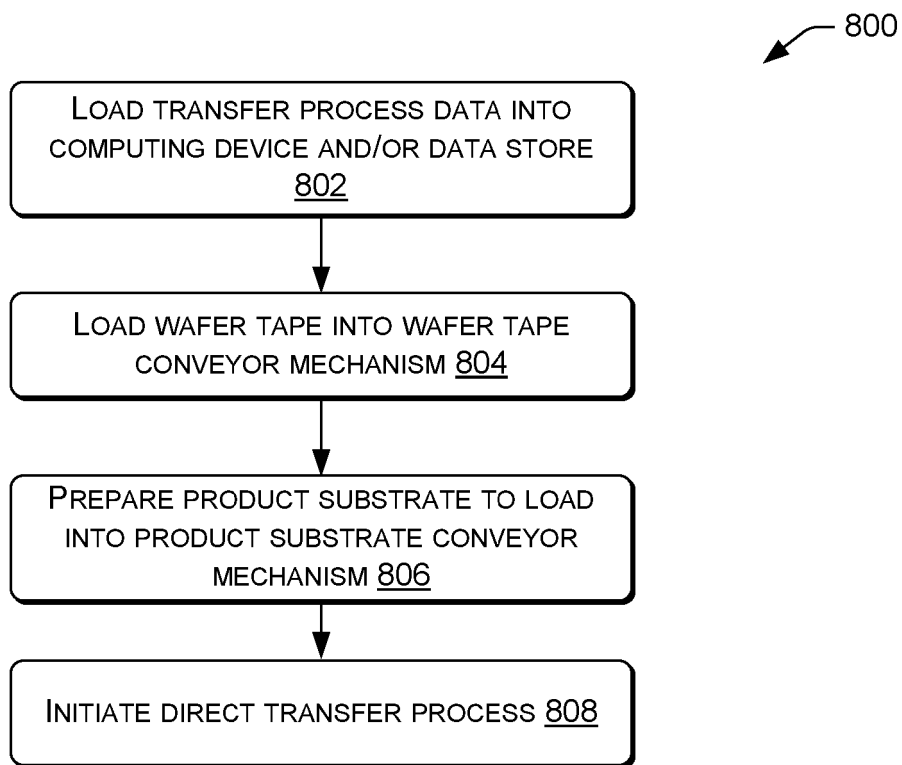 800
LOAD TRANSFER PROCESS DATA INTO
COMPUTING DEVICE AND/OR DATA STORE
802
LOAD WAFER TAPE INTO WAFER TAPE
CONVEYOR MECHANISM 804
PREPARE PRODUCT SUBSTRATE TO LOAD
INTO PRODUCT SUBSTRATE CONVEYOR
MECHANISM 806
INITIATE DIRECT TRANSFER PROCESS 808